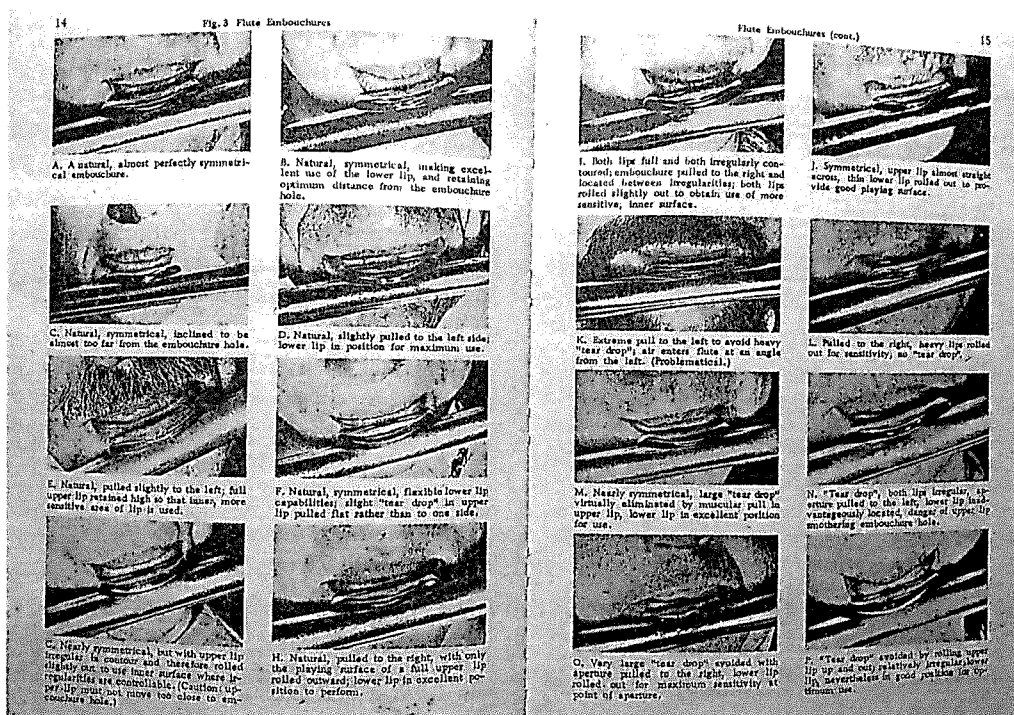 14
Fig. 3 Flute Embouchures
A. A natural, almost perfectly symmetri-
cal embouchure.
B. Natural, symmetrical, making excel-
lent use of the lower lip, and retaining
optimum distance from the embouchure
hole.
C. Natural, symmetrical, inclined to be
almost too far from the embouchure hole.
D. Natural, slightly pulled to the left side;
lower lip in position for maximum use.
E. Natural, pulled slightly to the left; full
upper lip retained high so that inner, more
sensitive area of lip is used.
F. Natural, symmetrical, flexible lower lip
capabilities; slight "tear drop" in upper
lip pulled flat rather than to one side.
G. Nearly symmetrical, but with upper lip
irregular in contour and therefore rolled
slightly out to use inner surface where ir-
regularities are controllable. (Caution: up-
per lip must not move too close to em-
bouchure hole.)
H. Natural, pulled to the right, with only
the playing surface of a full upper lip
rolled outward; lower lip in excellent po-
sition to perform.
Flute Embouchures (cont.)
15
I. Both lips full and both irregularly con-
toured; embouchure pulled to the right and
located between irregularities; both lips
rolled slightly out to obtain use of more
sensitive, inner surface.
J. Symmetrical, upper lip almost straight
across, thin lower lip rolled out to pro-
vide good playing surface.
K. Extreme pull to the left to avoid heavy
"tear drop"; air enters flute at an angle
from the left. (Problematical.)
L. Pulled to the right, heavy lips rolled
out for sensitivity; no "tear drop".
M. Nearly symmetrical, large "tear drop"
virtually eliminated by muscular pull in
upper lip, lower lip in excellent position
for use.
N. "Tear drop", both lips irregular, ap-
erture pulled to the left, lower lip inad-
vantageously located, danger of upper lip
smothering embouchure hole.
O. Very large "tear drop" avoided with
aperture pulled to the right, lower lip
rolled out for maximum sensitivity at
point of aperture.
P. "Tear drop" avoided by rolling upper
lip up and out; relatively irregular lower
lip, nevertheless in good position for op-
timum use.